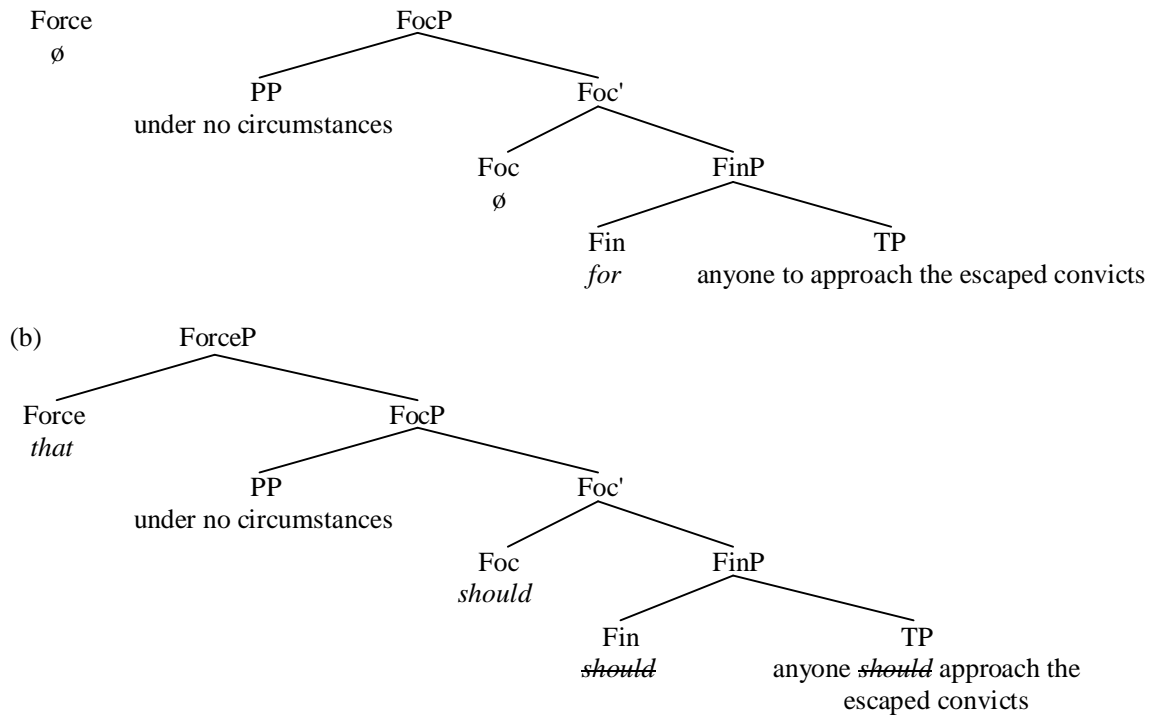 Force FocP
ø
PP Foc'
under no circumstances
Foc FinP
ø
Fin TP
for anyone to approach the escaped convicts
(b) ForceP
Force FocP
that
PP Foc'
under no circumstances
Foc FinP
should
Fin TP
should anyone should approach the
escaped convicts